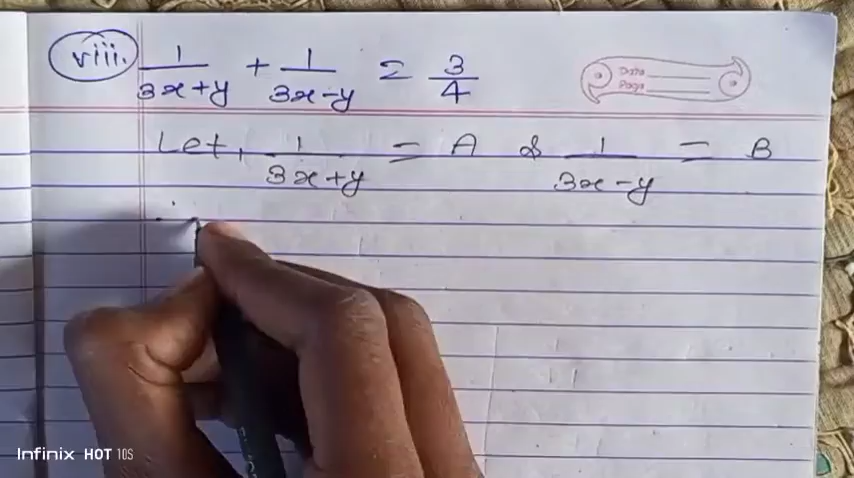 viii. 1/(3x+y) + 1/(3x-y) = 3/4
Date
Page
Let, 1/(3x+y) = A & 1/(3x-y) = B
Infinix HOT 10S